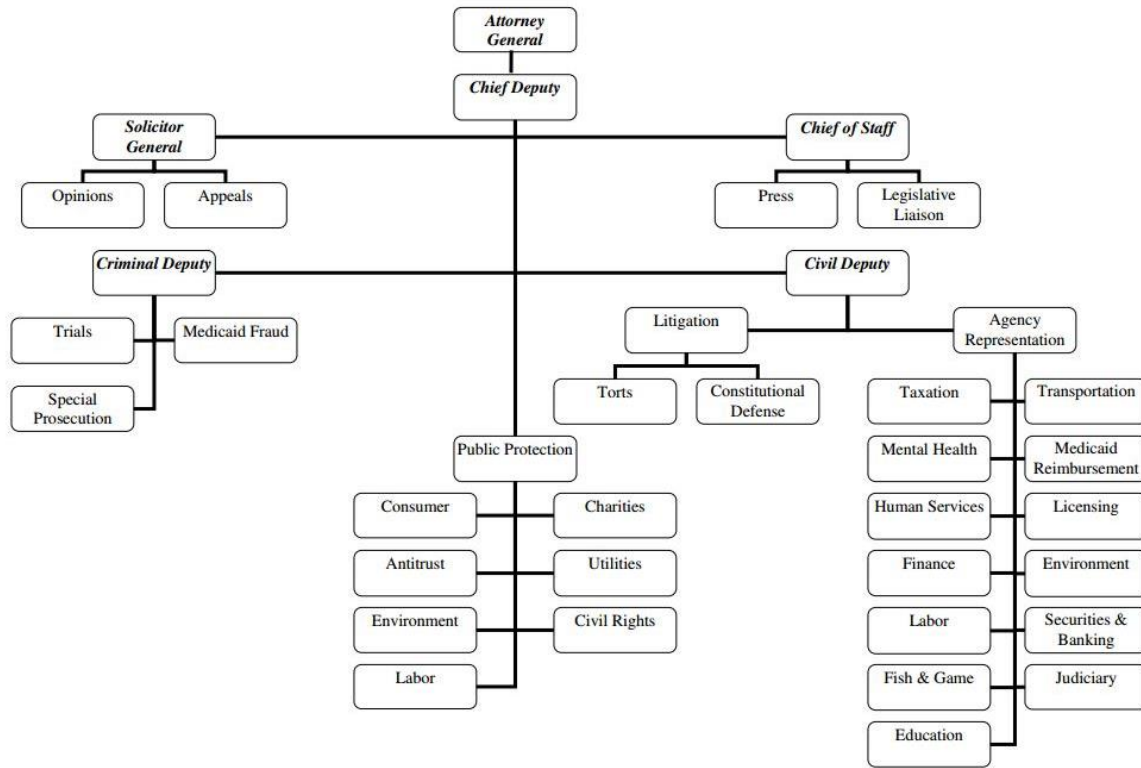 Attorney
General
Chief Deputy
Solicitor
General
Chief of Staff
Opinions
Appeals
Press
Legislative
Liaison
Criminal Deputy
Civil Deputy
Trials
Medicaid Fraud
Special
Prosecution
Litigation
Agency
Representation
Torts
Constitutional
Defense
Taxation
Transportation
Mental Health
Medicaid
Reimbursement
Human Services
Licensing
Finance
Environment
Labor
Securities &
Banking
Fish & Game
Judiciary
Education
Public Protection
Consumer
Charities
Antitrust
Utilities
Environment
Civil Rights
Labor